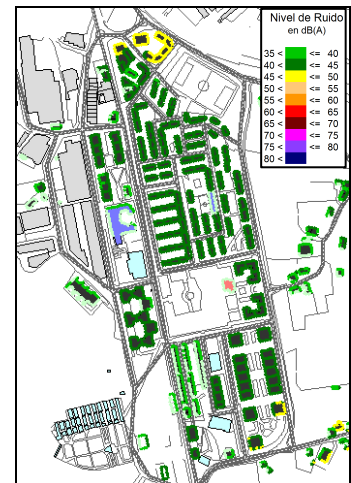 Nivel de Ruido
en dB(A)
35 < <= 40
40 < <= 45
45 < <= 50
50 < <= 55
55 < <= 60
60 < <= 65
65 < <= 70
70 < <= 75
75 < <= 80
80 <